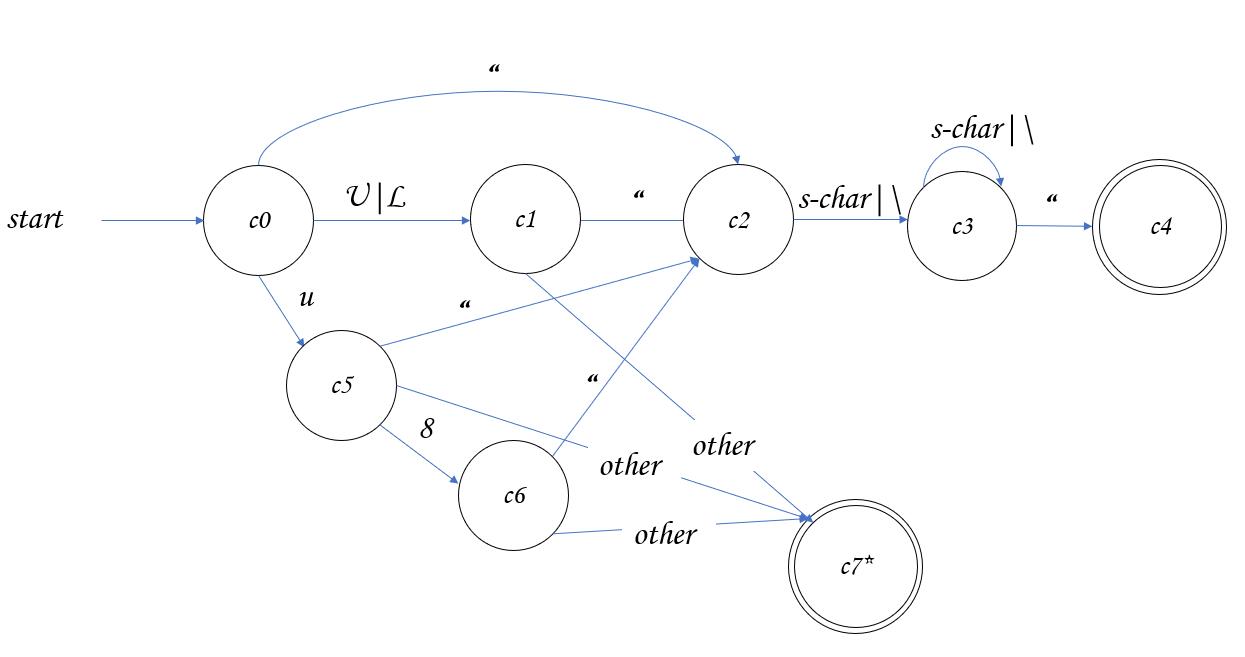 “
s-char|\
U|L
“
s-char|\
“
start
c0
c1
c2
c3
c4
u
“
“
c5
8
other
other
c6
other
c7*